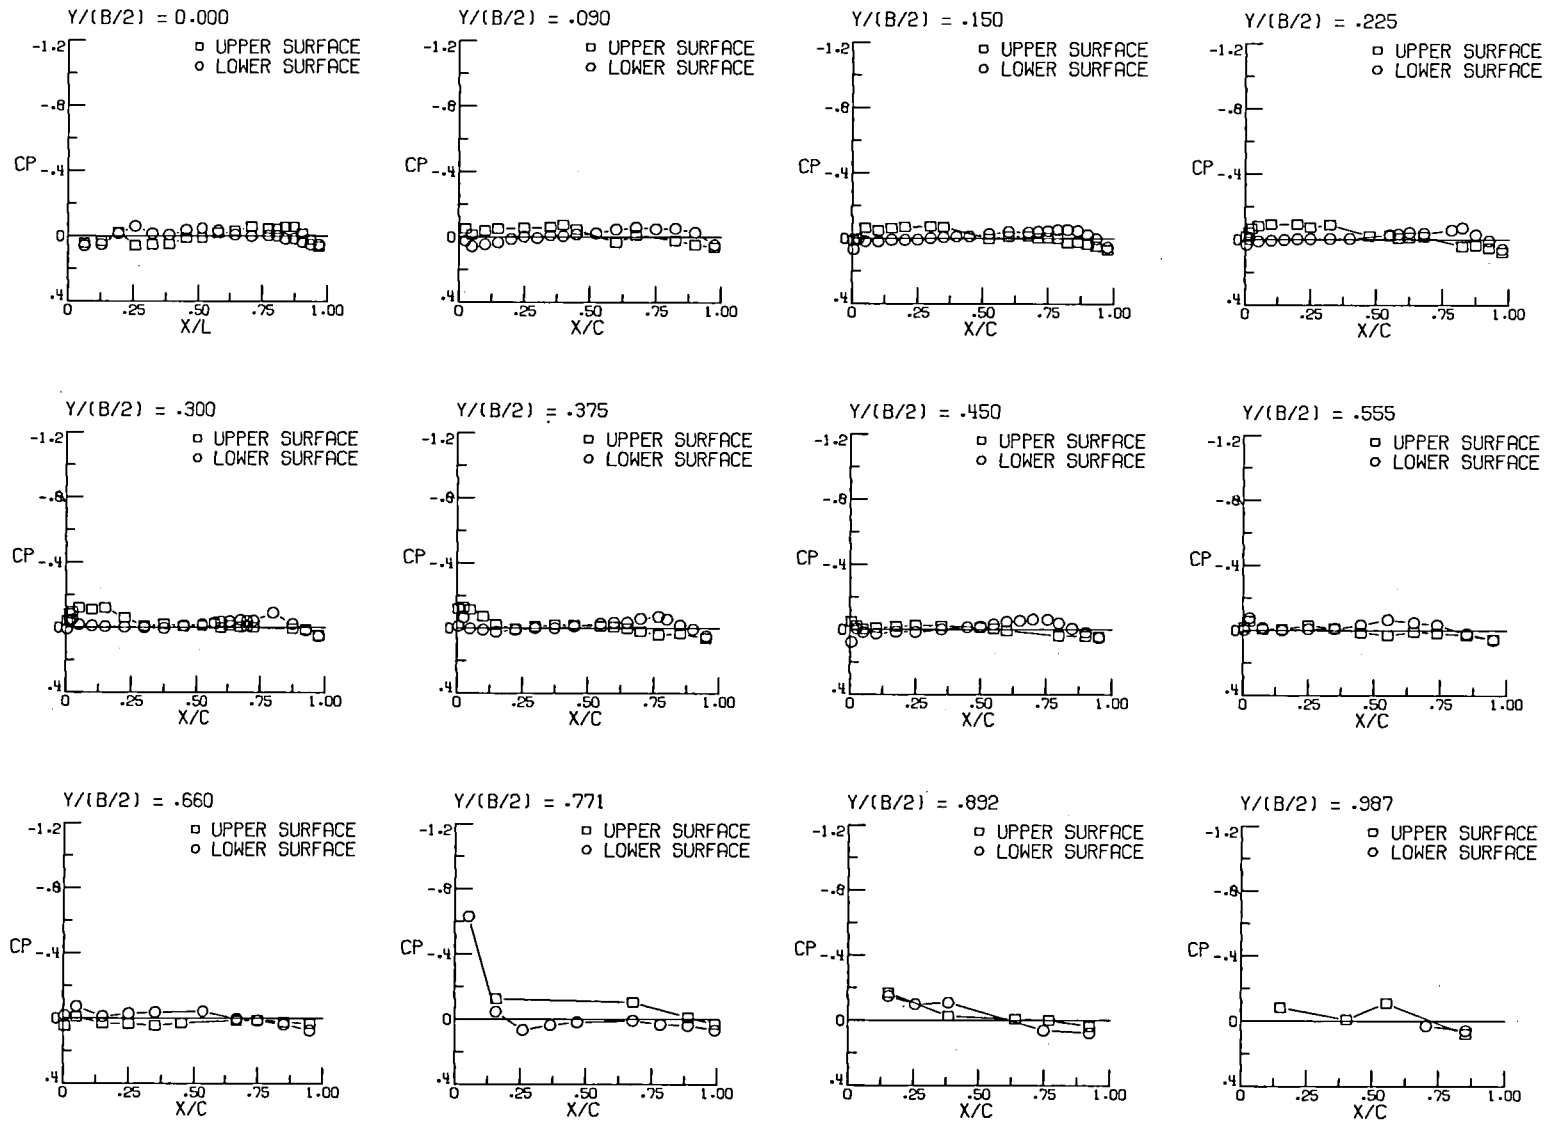 Y/(B/2) = 0.000
UPPER SURFACE
LOWER SURFACE
-1.2
-.8
CP -.4
0
.4
0 .25 .50 .75 1.00
X/L
Y/(B/2) = .090
UPPER SURFACE
LOWER SURFACE
-1.2
-.8
CP -.4
0
.4
0 .25 .50 .75 1.00
X/C
Y/(B/2) = .150
UPPER SURFACE
LOWER SURFACE
-1.2
-.8
CP -.4
0
.4
0 .25 .50 .75 1.00
X/C
Y/(B/2) = .225
UPPER SURFACE
LOWER SURFACE
-1.2
-.8
CP -.4
0
.4
0 .25 .50 .75 1.00
X/C
Y/(B/2) = .300
UPPER SURFACE
LOWER SURFACE
-1.2
-.8
CP -.4
0
.4
0 .25 .50 .75 1.00
X/C
Y/(B/2) = .375
UPPER SURFACE
LOWER SURFACE
-1.2
-.8
CP -.4
0
.4
0 .25 .50 .75 1.00
X/C
Y/(B/2) = .450
UPPER SURFACE
LOWER SURFACE
-1.2
-.8
CP -.4
0
.4
0 .25 .50 .75 1.00
X/C
Y/(B/2) = .555
UPPER SURFACE
LOWER SURFACE
-1.2
-.8
CP -.4
0
.4
0 .25 .50 .75 1.00
X/C
Y/(B/2) = .660
UPPER SURFACE
LOWER SURFACE
-1.2
-.8
CP -.4
0
.4
0 .25 .50 .75 1.00
X/C
Y/(B/2) = .771
UPPER SURFACE
LOWER SURFACE
-1.2
-.8
CP -.4
0
.4
0 .25 .50 .75 1.00
X/C
Y/(B/2) = .892
UPPER SURFACE
LOWER SURFACE
-1.2
-.8
CP -.4
0
.4
0 .25 .50 .75 1.00
X/C
Y/(B/2) = .987
UPPER SURFACE
LOWER SURFACE
-1.2
-.8
CP -.4
0
.4
0 .25 .50 .75 1.00
X/C